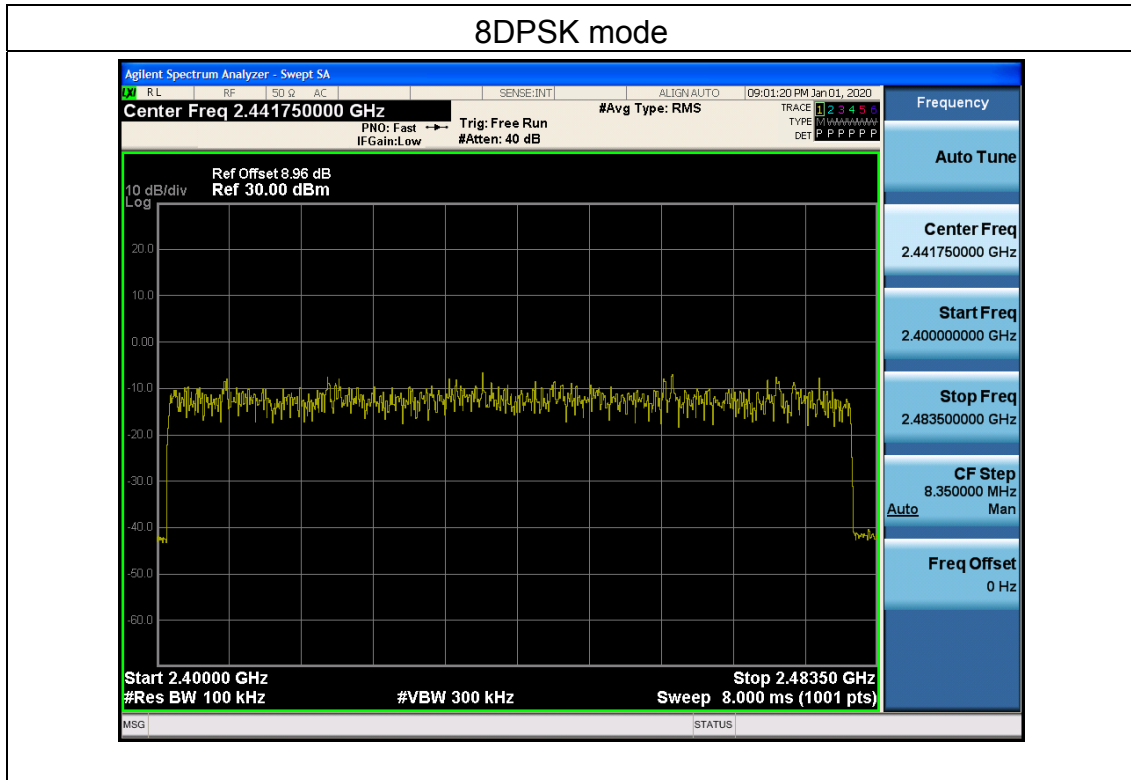 8DPSK mode
Agilent Spectrum Analyzer - Swept SA
LXI RL RF 50 Ω AC SENSE:INT ALIGN AUTO 09:01:20 PM Jan 01, 2020
Center Freq 2.441750000 GHz
PNO: Fast
IFGain:Low
Trig: Free Run
#Atten: 40 dB
#Avg Type: RMS
TRACE 1 2 3 4 5 6
TYPE M WWWWW
DET P P P P P P
Ref Offset 8.96 dB
10 dB/div Ref 30.00 dBm
Log
20.0
10.0
0.00
-10.0
-20.0
-30.0
-40.0
-50.0
-60.0
Start 2.40000 GHz Stop 2.48350 GHz
#Res BW 100 kHz #VBW 300 kHz Sweep 8.000 ms (1001 pts)
MSG STATUS
Frequency
Auto Tune
Center Freq
2.441750000 GHz
Start Freq
2.400000000 GHz
Stop Freq
2.483500000 GHz
CF Step
8.350000 MHz
Auto Man
Freq Offset
0 Hz